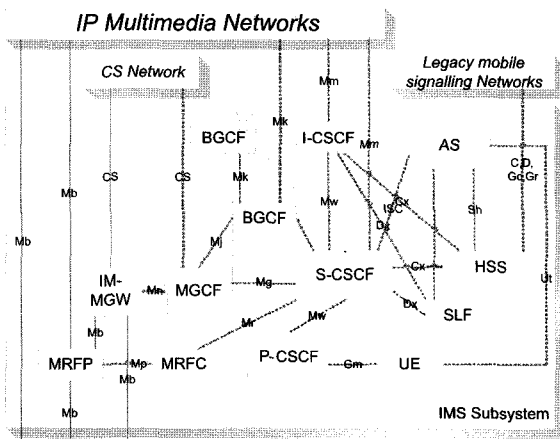 IP Multimedia Networks
CS Network
Legacy mobile
signalling Networks
Mm
Mk
BGCF
I-CSCF
AS
Mm
C,D,
Gc,Gr
Mb
CS
CS
Mk
Mw
Cx
ISC
Sh
BGCF
Dx
Mb
Mj
S-CSCF
Cx
HSS
IM-
MGW
Mn
MGCF
Mg
Ut
Dx
SLF
Mb
Mr
Mw
MRFP
Mp
MRFC
P-CSCF
Gm
UE
Mb
Mb
IMS Subsystem